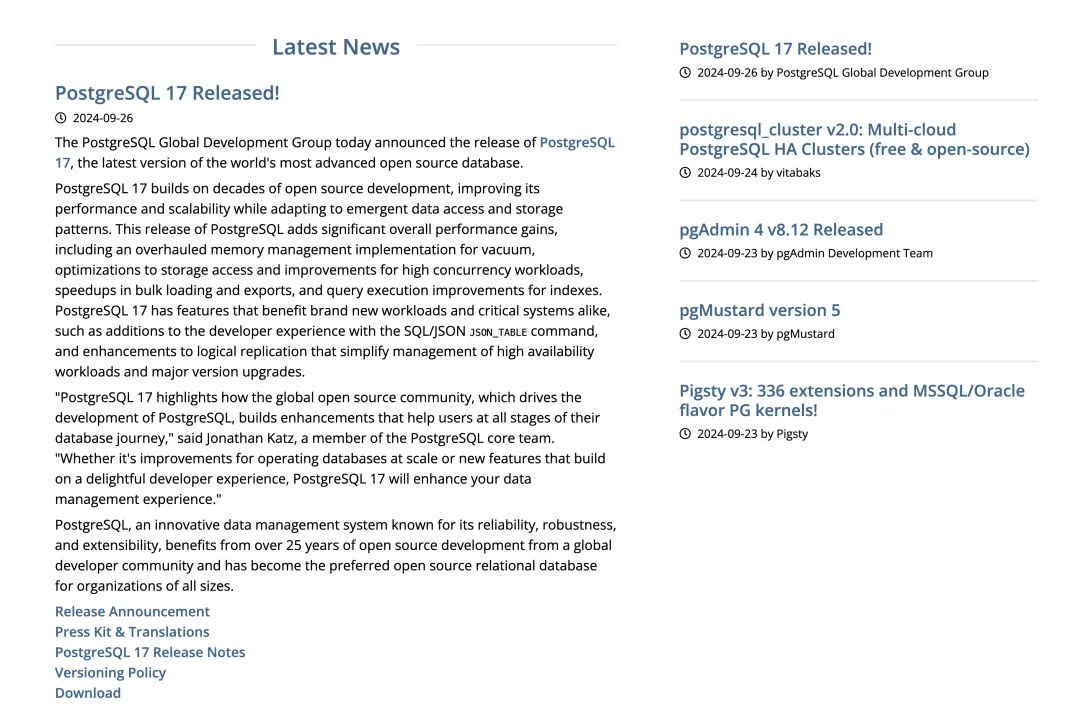 Latest News
PostgreSQL 17 Released!
2024-09-26
The PostgreSQL Global Development Group today announced the release of PostgreSQL
17, the latest version of the world's most advanced open source database.
PostgreSQL 17 builds on decades of open source development, improving its
performance and scalability while adapting to emergent data access and storage
patterns. This release of PostgreSQL adds significant overall performance gains,
including an overhauled memory management implementation for vacuum,
optimizations to storage access and improvements for high concurrency workloads,
speedups in bulk loading and exports, and query execution improvements for indexes.
PostgreSQL 17 has features that benefit brand new workloads and critical systems alike,
such as additions to the developer experience with the SQL/JSON JSON_TABLE command,
and enhancements to logical replication that simplify management of high availability
workloads and major version upgrades.
"PostgreSQL 17 highlights how the global open source community, which drives the
development of PostgreSQL, builds enhancements that help users at all stages of their
database journey," said Jonathan Katz, a member of the PostgreSQL core team.
"Whether it's improvements for operating databases at scale or new features that build
on a delightful developer experience, PostgreSQL 17 will enhance your data
management experience."
PostgreSQL, an innovative data management system known for its reliability, robustness,
and extensibility, benefits from over 25 years of open source development from a global
developer community and has become the preferred open source relational database
for organizations of all sizes.
Release Announcement
Press Kit & Translations
PostgreSQL 17 Release Notes
Versioning Policy
Download
PostgreSQL 17 Released!
2024-09-26 by PostgreSQL Global Development Group
postgresql_cluster v2.0: Multi-cloud
PostgreSQL HA Clusters (free & open-source)
2024-09-24 by vitabaks
pgAdmin 4 v8.12 Released
2024-09-23 by pgAdmin Development Team
pgMustard version 5
2024-09-23 by pgMustard
Pigsty v3: 336 extensions and MSSQL/Oracle
flavor PG kernels!
2024-09-23 by Pigsty